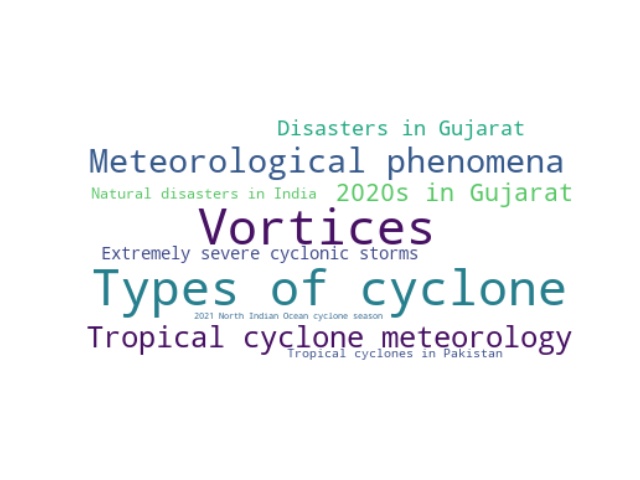 Disasters in Gujarat
Meteorological phenomena
Natural disasters in India
2020s in Gujarat
Vortices
Extremely severe cyclonic storms
Types of cyclone
2021 North Indian Ocean cyclone season
Tropical cyclone meteorology
Tropical cyclones in Pakistan